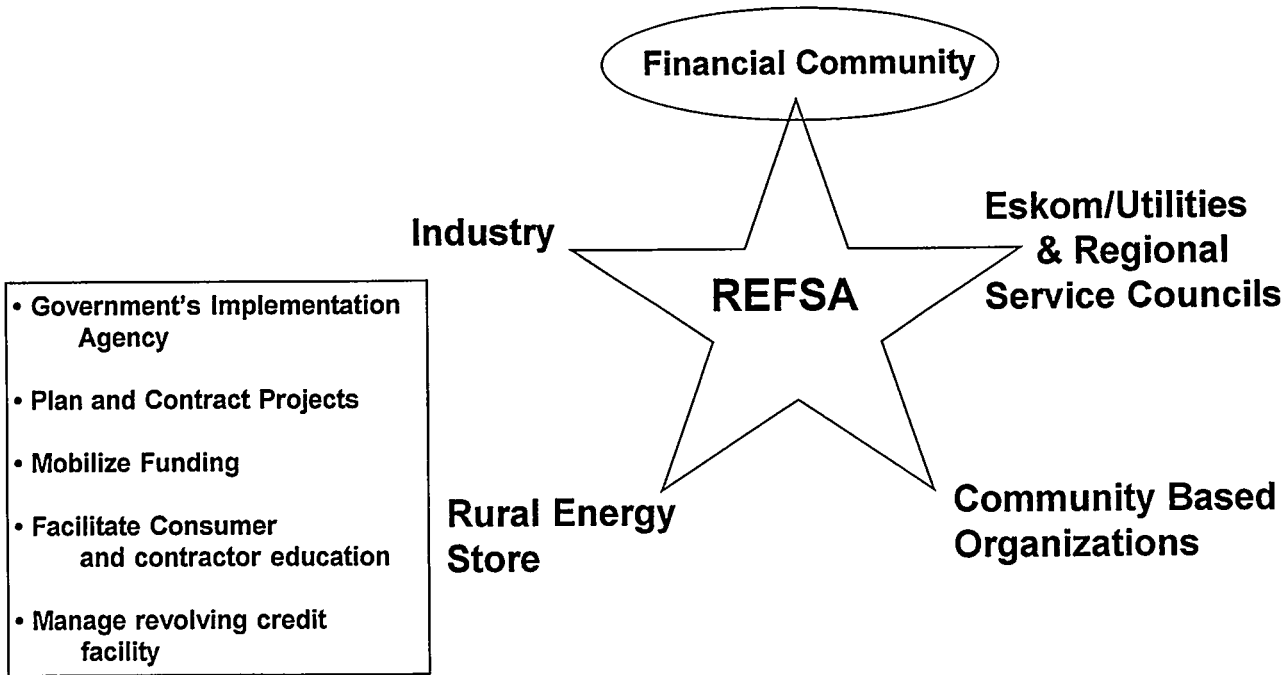 Financial Community
Industry
Eskom/Utilities
& Regional
Service Councils
REFSA
• Government's Implementation
Agency
• Plan and Contract Projects
• Mobilize Funding
• Facilitate Consumer
and contractor education
• Manage revolving credit
facility
Rural Energy
Store
Community Based
Organizations